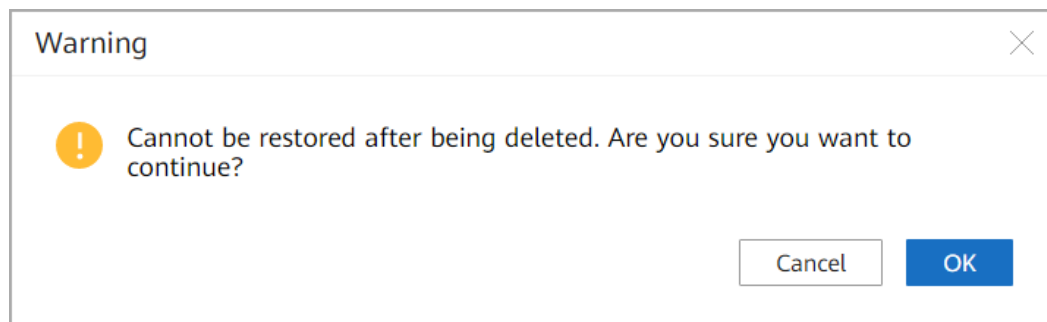 Warning
Cannot be restored after being deleted. Are you sure you want to
continue?
Cancel
OK